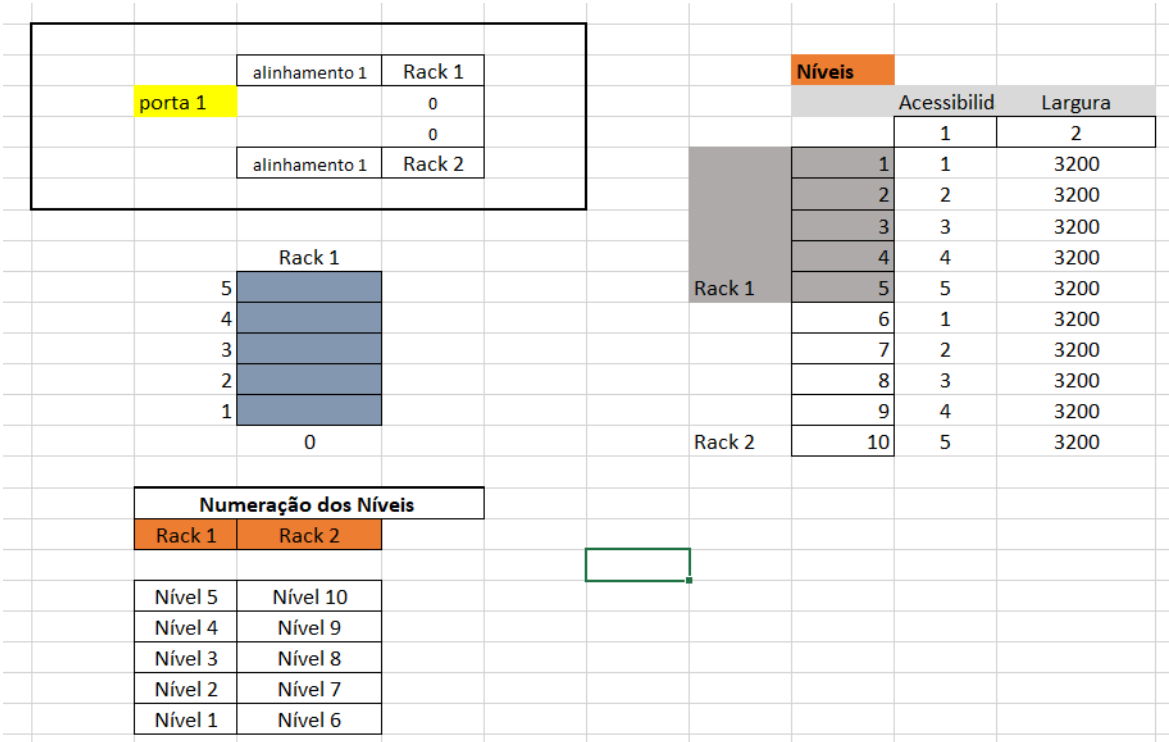 alinhamento 1 Rack 1 Níveis
porta 1 0 Acessibilid Largura
0 1 2
alinhamento 1 Rack 2 1 1 3200
2 2 3200
3 3 3200
Rack 1 4 4 3200
5 Rack 1 5 5 3200
4 6 1 3200
3 7 2 3200
2 8 3 3200
1 9 4 3200
0 Rack 2 10 5 3200
Numeração dos Níveis
Rack 1 Rack 2
Nível 5 Nível 10
Nível 4 Nível 9
Nível 3 Nível 8
Nível 2 Nível 7
Nível 1 Nível 6